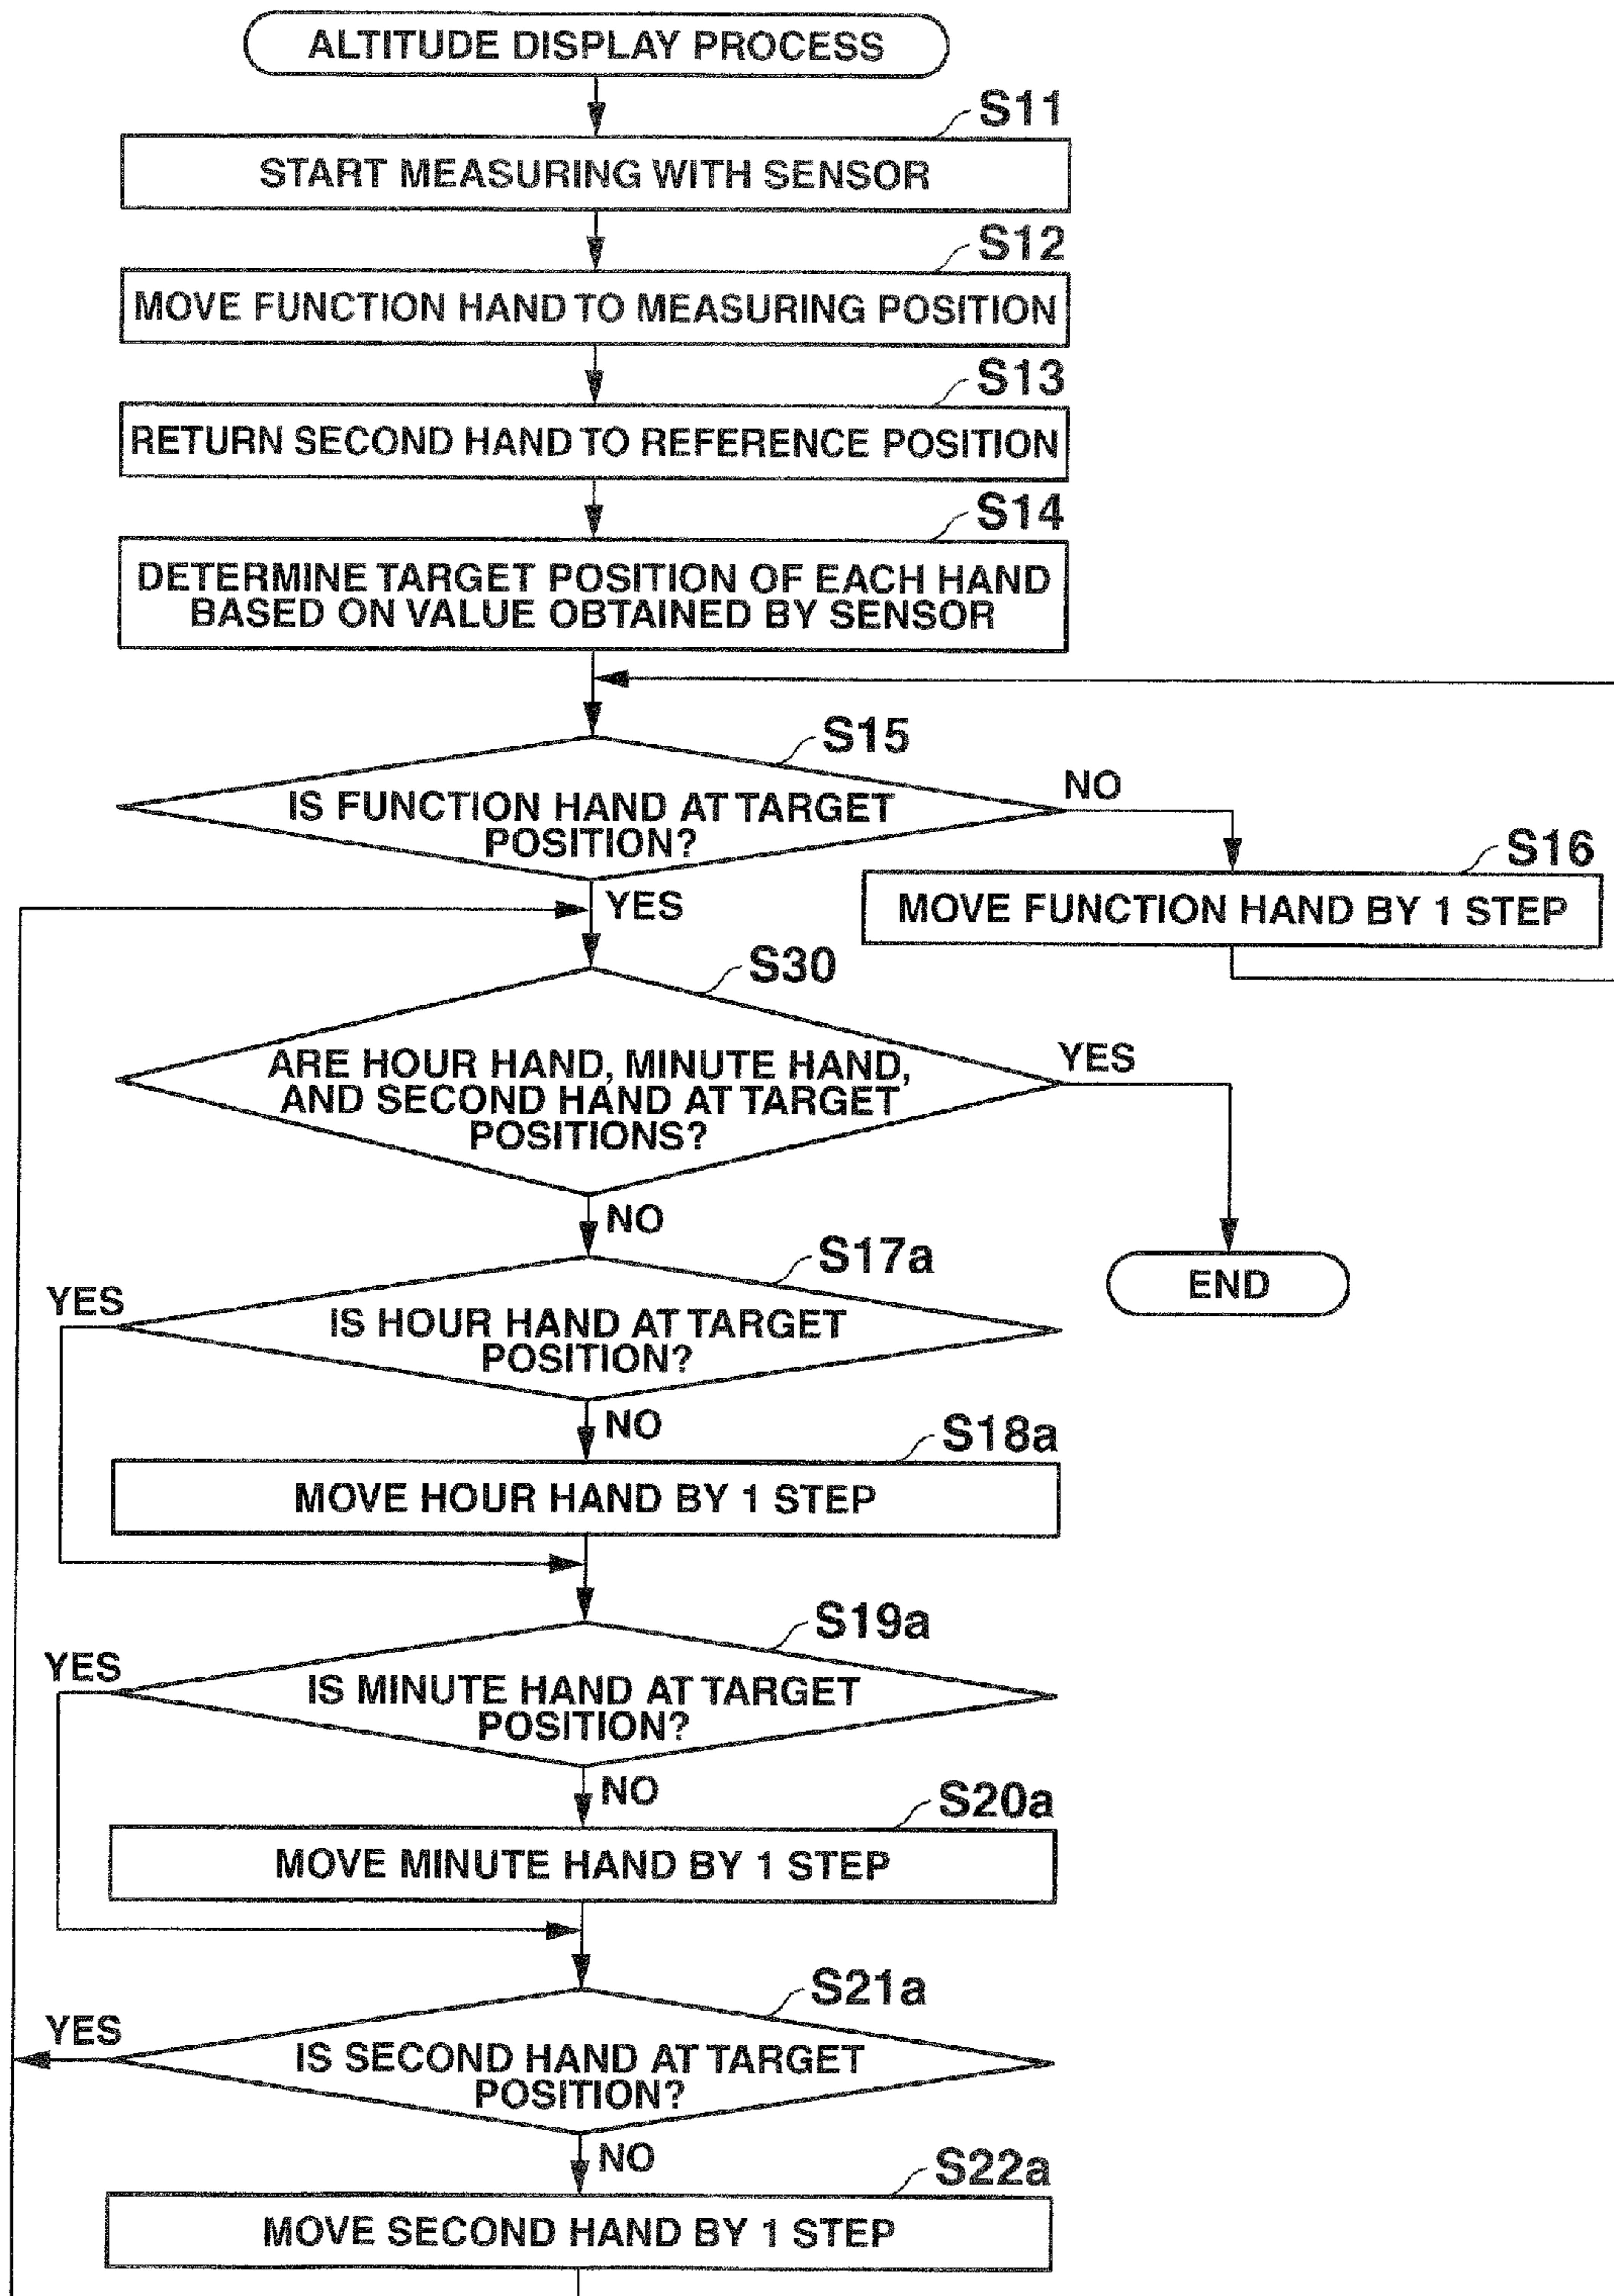 ALTITUDE DISPLAY PROCESS
S11
START MEASURING WITH SENSOR
S12
MOVE FUNCTION HAND TO MEASURING POSITION
S13
RETURN SECOND HAND TO REFERENCE POSITION
S14
DETERMINE TARGET POSITION OF EACH HAND
BASED ON VALUE OBTAINED BY SENSOR
S15
IS FUNCTION HAND AT TARGET
POSITION?
NO
S16
MOVE FUNCTION HAND BY 1 STEP
YES
S30
ARE HOUR HAND, MINUTE HAND,
AND SECOND HAND AT TARGET
POSITIONS?
YES
END
NO
S17a
IS HOUR HAND AT TARGET
POSITION?
YES
NO
S18a
MOVE HOUR HAND BY 1 STEP
S19a
IS MINUTE HAND AT TARGET
POSITION?
YES
NO
S20a
MOVE MINUTE HAND BY 1 STEP
S21a
IS SECOND HAND AT TARGET
POSITION?
YES
NO
S22a
MOVE SECOND HAND BY 1 STEP